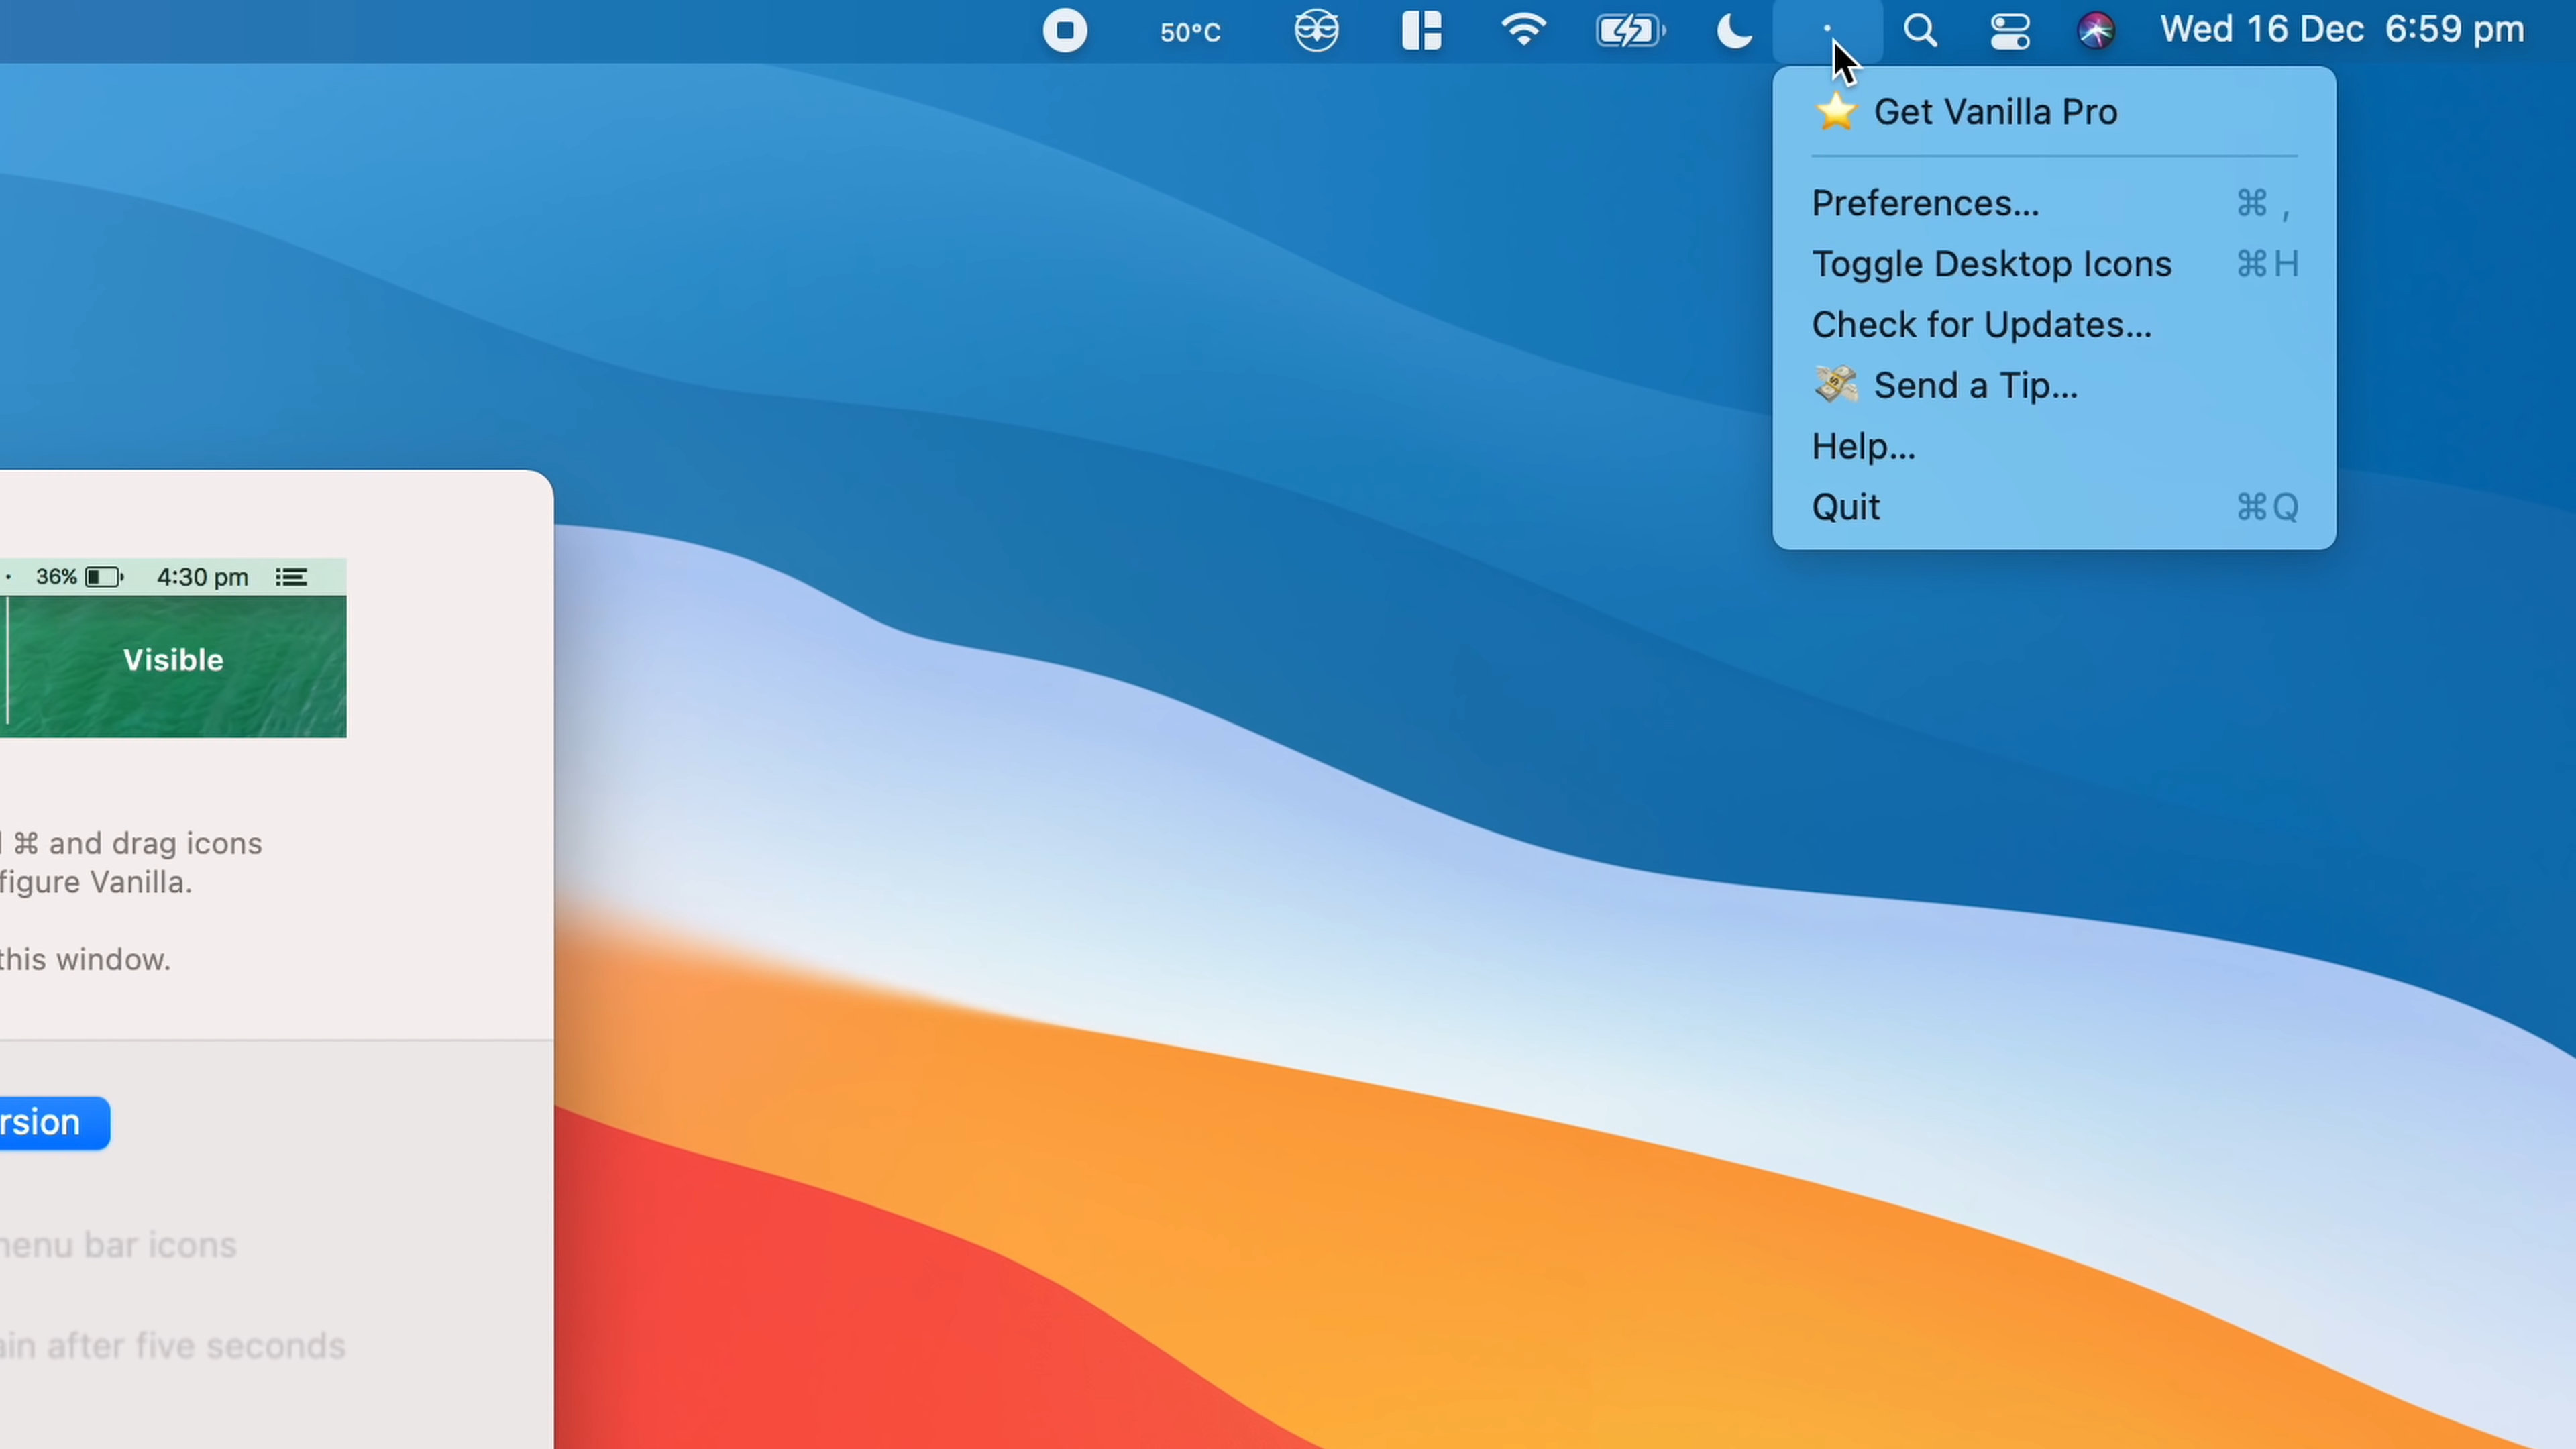 50°C
Wed 16 Dec 6:59 pm
Get Vanilla Pro
Preferences... ⌘ ,
Toggle Desktop Icons ⌘H
Check for Updates...
Send a Tip...
Help...
Quit ⌘Q
36% 4:30 pm
Visible
⌘ and drag icons
figure Vanilla.
this window.
rsion
menu bar icons
ain after five seconds